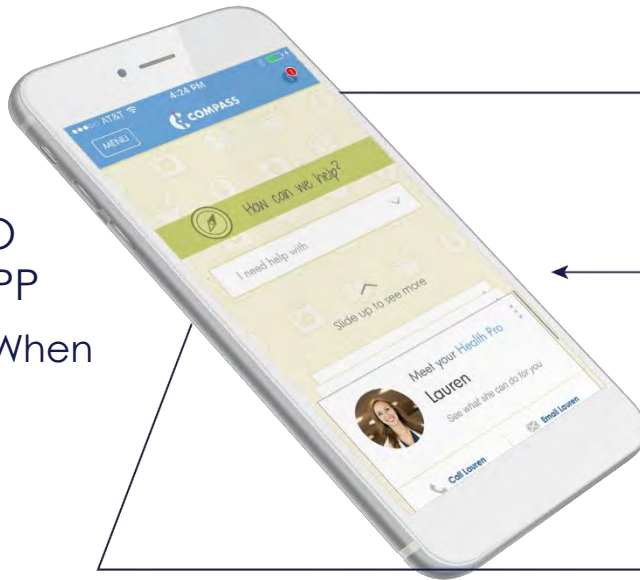 AT&T
4:24 PM
1
MENU
COMPASS
How can we help?
I need help with
Slide up to see more
Meet your Health Pro
Lauren
See what she can do for you
Call Lauren
Email Lauren
O
PP
When